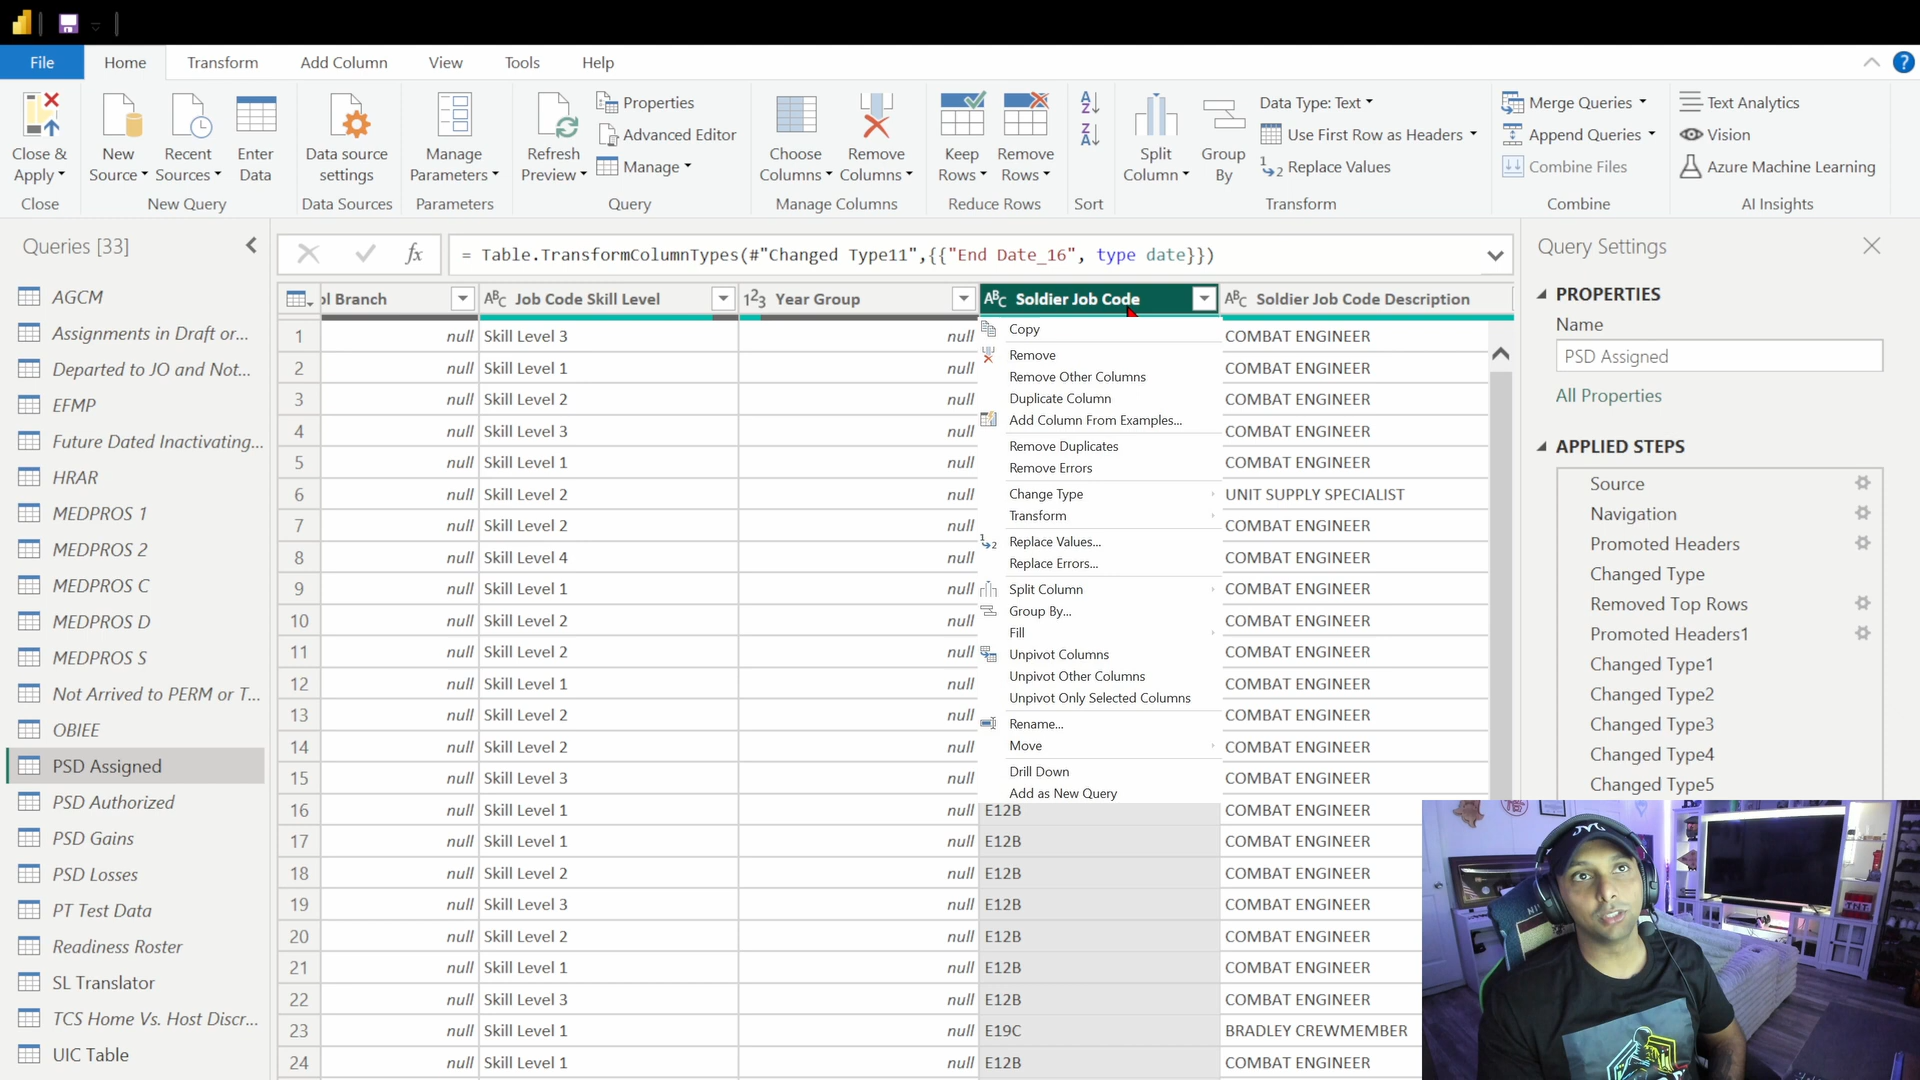 File Home Transform Add Column View Tools Help
Close & Apply
New Source
Recent Sources
Enter Data
Data source settings
Manage Parameters
Refresh Preview
Properties
Advanced Editor
Manage
Choose Columns
Remove Columns
Keep Rows
Remove Rows
A Z
Z A
Split Column
Group By
Data Type: Text
Use First Row as Headers
1 2 Replace Values
Merge Queries
Append Queries
Combine Files
Text Analytics
Vision
Azure Machine Learning
Close New Query Data Sources Parameters Query Manage Columns Reduce Rows Sort Transform Combine AI Insights
Queries [33]
AGCM
Assignments in Draft or...
Departed to JO and Not...
EFMP
Future Dated Inactivating...
HRAR
MEDPROS 1
MEDPROS 2
MEDPROS C
MEDPROS D
MEDPROS S
Not Arrived to PERM or T...
OBIEE
PSD Assigned
PSD Authorized
PSD Gains
PSD Losses
PT Test Data
Readiness Roster
SL Translator
TCS Home Vs. Host Discr...
UIC Table
fx = Table.TransformColumnTypes(#"Changed Type11",{{"End Date_16", type date}})
ol Branch ABC Job Code Skill Level 123 Year Group ABC Soldier Job Code ABC Soldier Job Code Description
1 null Skill Level 3 null COMBAT ENGINEER
2 null Skill Level 1 null COMBAT ENGINEER
3 null Skill Level 2 null COMBAT ENGINEER
4 null Skill Level 3 null COMBAT ENGINEER
5 null Skill Level 1 null COMBAT ENGINEER
6 null Skill Level 2 null UNIT SUPPLY SPECIALIST
7 null Skill Level 2 null COMBAT ENGINEER
8 null Skill Level 4 null COMBAT ENGINEER
9 null Skill Level 1 null COMBAT ENGINEER
10 null Skill Level 2 null COMBAT ENGINEER
11 null Skill Level 2 null COMBAT ENGINEER
12 null Skill Level 1 null COMBAT ENGINEER
13 null Skill Level 2 null COMBAT ENGINEER
14 null Skill Level 2 null COMBAT ENGINEER
15 null Skill Level 3 null COMBAT ENGINEER
16 null Skill Level 1 null E12B COMBAT ENGINEER
17 null Skill Level 1 null E12B COMBAT ENGINEER
18 null Skill Level 2 null E12B COMBAT ENGINEER
19 null Skill Level 3 null E12B COMBAT ENGINEER
20 null Skill Level 2 null E12B COMBAT ENGINEER
21 null Skill Level 1 null E12B COMBAT ENGINEER
22 null Skill Level 3 null E12B COMBAT ENGINEER
23 null Skill Level 1 null E19C BRADLEY CREWMEMBER
24 null Skill Level 1 null E12B COMBAT ENGINEER
Copy
Remove
Remove Other Columns
Duplicate Column
Add Column From Examples...
Remove Duplicates
Remove Errors
Change Type
Transform
Replace Values...
Replace Errors...
Split Column
Group By...
Fill
Unpivot Columns
Unpivot Other Columns
Unpivot Only Selected Columns
Rename...
Move
Drill Down
Add as New Query
Query Settings
PROPERTIES
Name
PSD Assigned
All Properties
APPLIED STEPS
Source
Navigation
Promoted Headers
Changed Type
Removed Top Rows
Promoted Headers1
Changed Type1
Changed Type2
Changed Type3
Changed Type4
Changed Type5
TNT